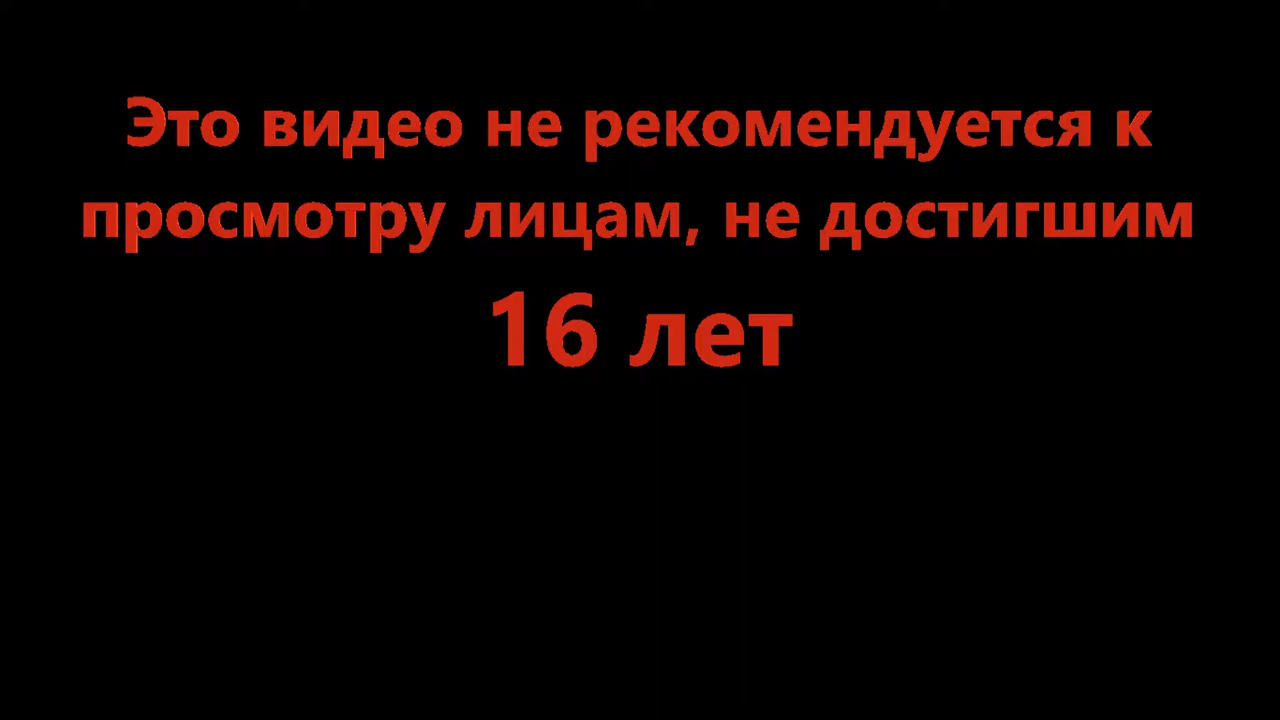 Это видео не рекомендуется к
просмотру лицам, не достигшим
16 лет